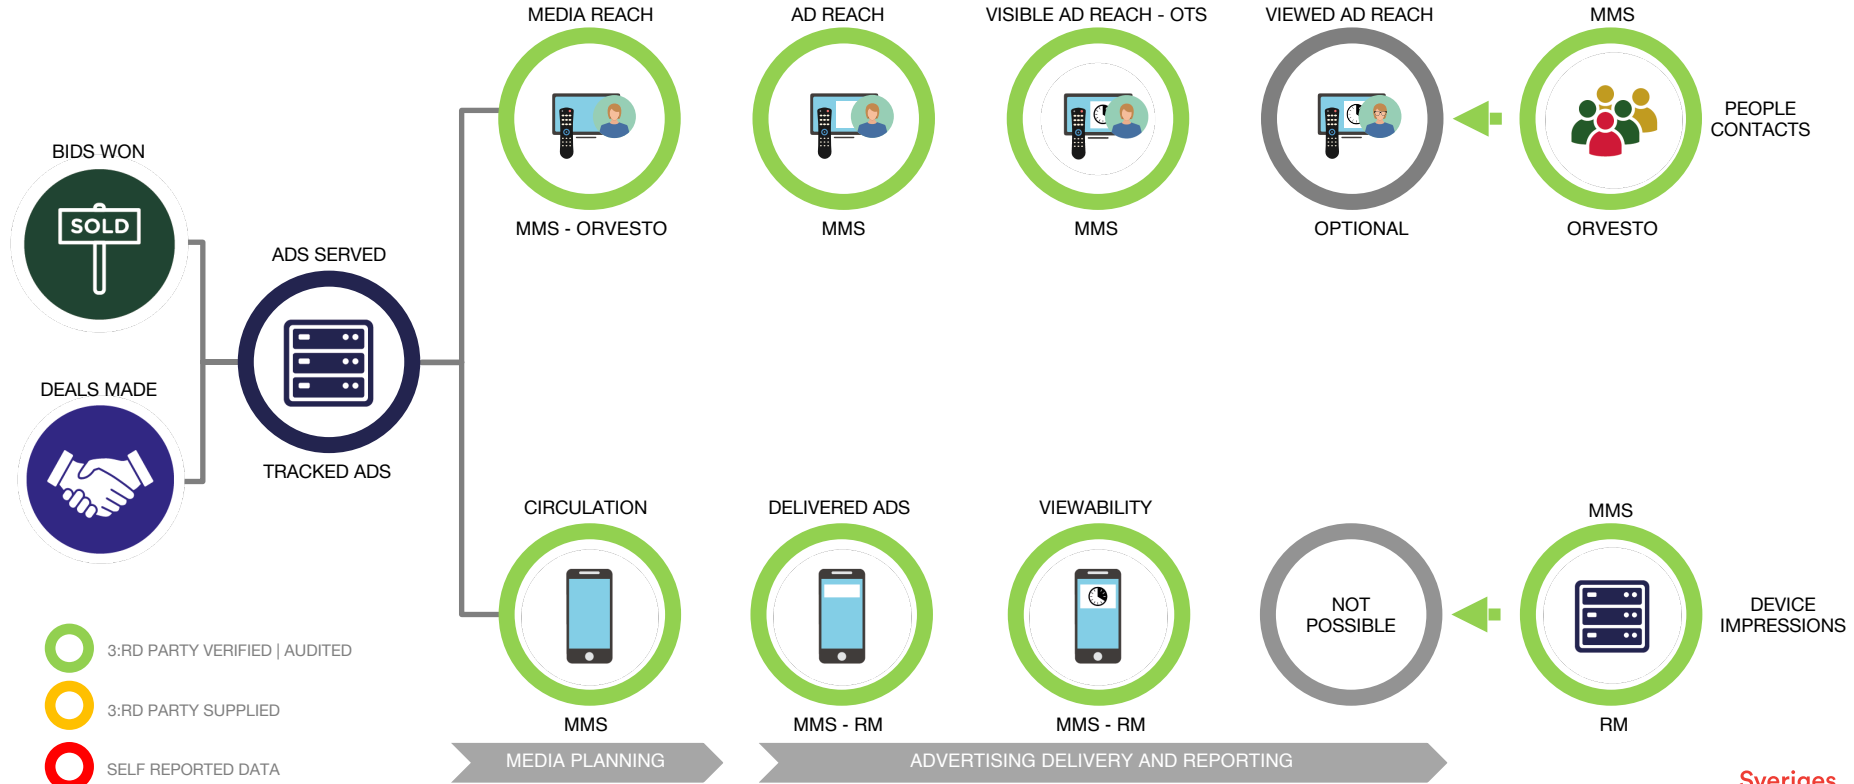 MEDIA REACH
AD REACH
VISIBLE AD REACH - OTS
VIEWED AD REACH
MMS
PEOPLE
CONTACTS
MMS - ORVESTO
MMS
MMS
OPTIONAL
ORVESTO
BIDS WON
SOLD
ADS SERVED
DEALS MADE
TRACKED ADS
CIRCULATION
DELIVERED ADS
VIEWABILITY
MMS
NOT
POSSIBLE
DEVICE
IMPRESSIONS
MMS
MMS - RM
MMS - RM
RM
3:RD PARTY VERIFIED | AUDITED
3:RD PARTY SUPPLIED
SELF REPORTED DATA
MEDIA PLANNING
ADVERTISING DELIVERY AND REPORTING
Sveriges